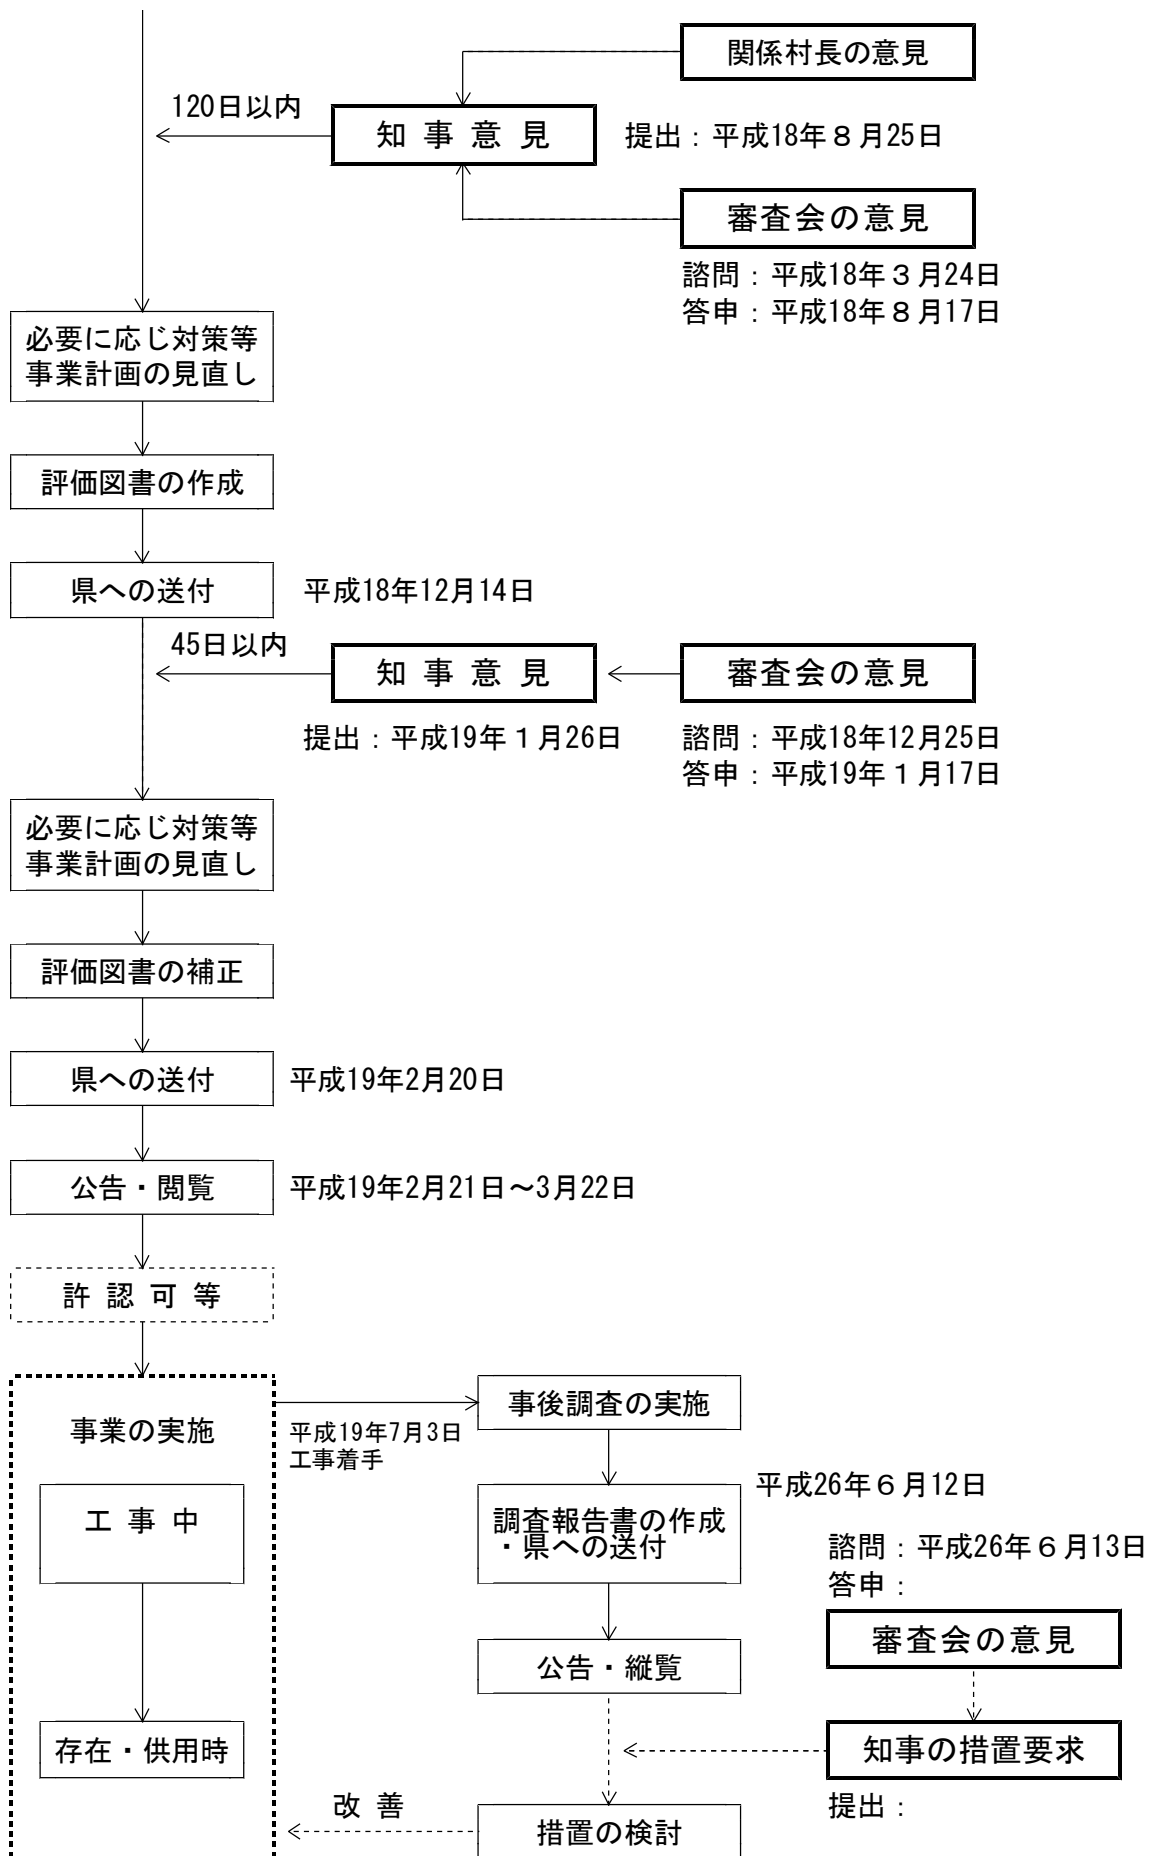 関係村長の意見
120日以内
知 事 意 見
提出：平成18年８月25日
審査会の意見
諮問：平成18年３月24日
答申：平成18年８月17日
必要に応じ対策等
事業計画の見直し
評価図書の作成
県への送付
平成18年12月14日
45日以内
知 事 意 見
審査会の意見
提出：平成19年１月26日
諮問：平成18年12月25日
答申：平成19年１月17日
必要に応じ対策等
事業計画の見直し
評価図書の補正
県への送付
平成19年2月20日
公告・閲覧
平成19年2月21日～3月22日
許 認 可 等
事業の実施
平成19年7月3日
工事着手
事後調査の実施
工 事 中
平成26年６月12日
調査報告書の作成
・県への送付
諮問：平成26年６月13日
答申：
審査会の意見
公告・縦覧
存在・供用時
知事の措置要求
提出：
改 善
措置の検討